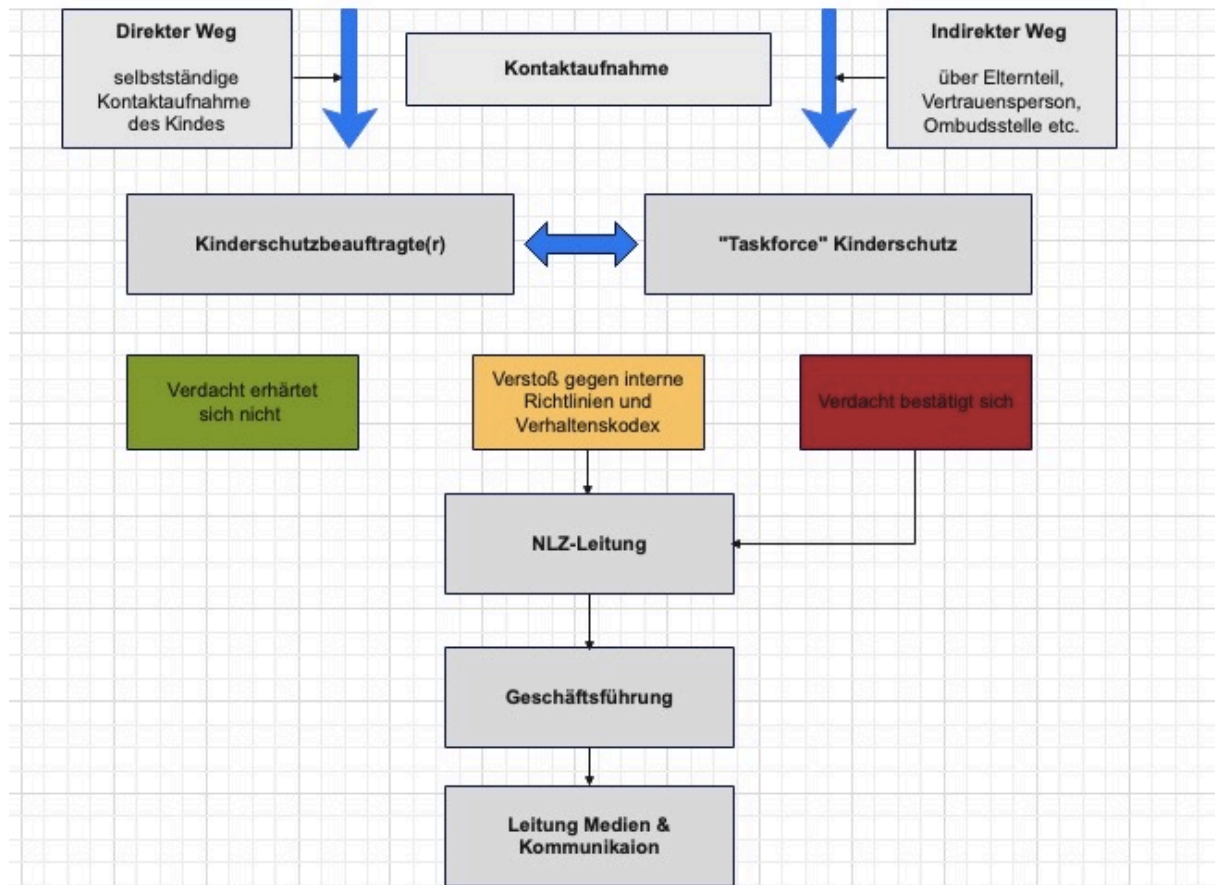 Direkter Weg
selbstständige
Kontaktaufnahme
des Kindes
Kontaktaufnahme
Indirekter Weg
über Elternteil,
Vertrauensperson,
Ombudsstelle etc.
Kinderschutzbeauftragte(r)
"Taskforce" Kinderschutz
Verdacht erhärtet
sich nicht
Verstoß gegen interne
Richtlinien und
Verhaltenskodex
Verdacht bestätigt sich
NLZ-Leitung
Geschäftsführung
Leitung Medien &
Kommunikaion